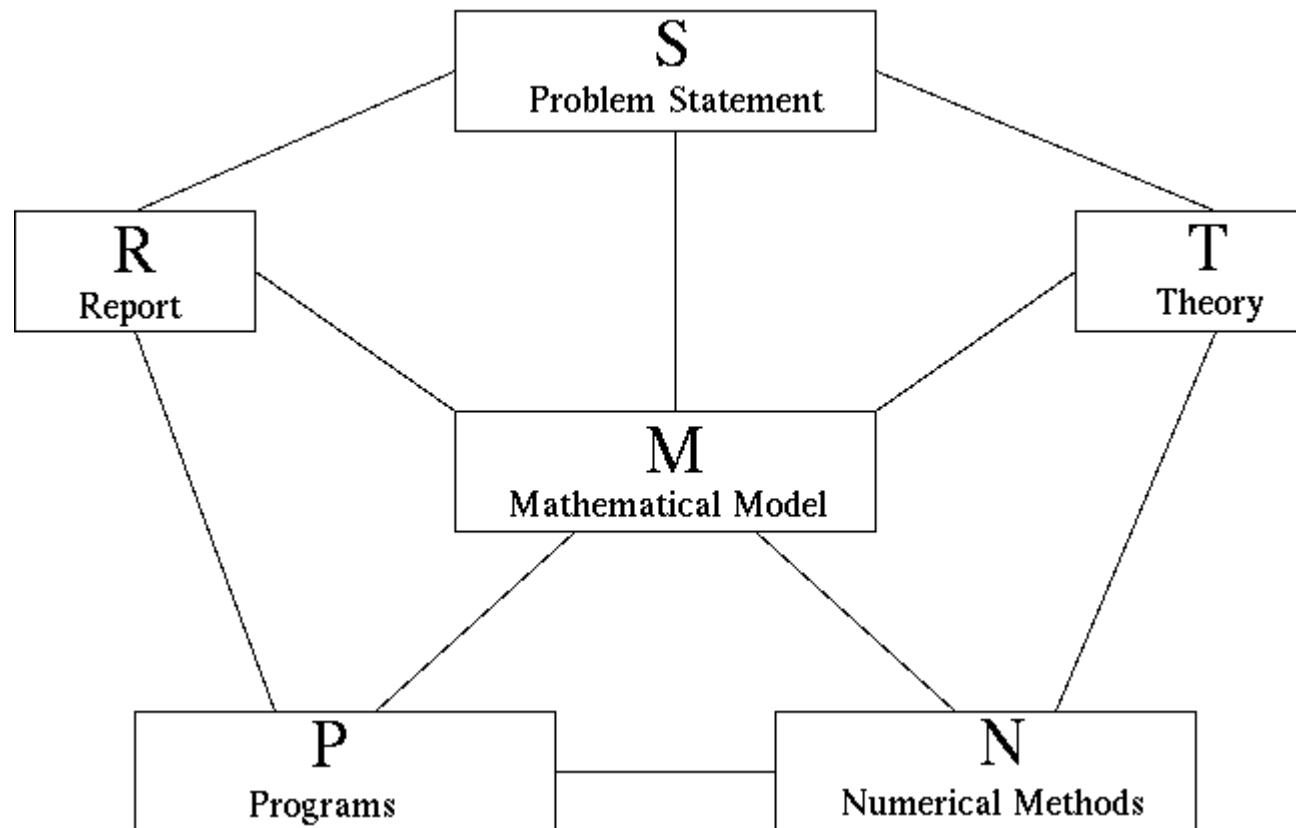 S
Problem Statement
R
Report
T
Theory
M
Mathematical Model
P
Programs
N
Numerical Methods